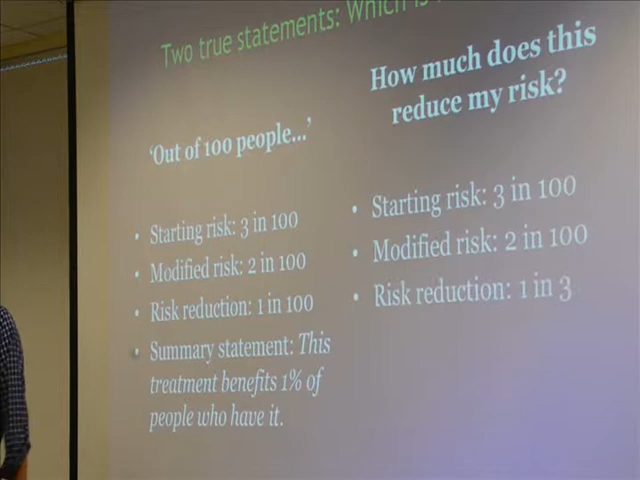 Two true statements: Which is
'Out of 100 people...'
• Starting risk: 3 in 100
• Modified risk: 2 in 100
• Risk reduction: 1 in 100
• Summary statement: This
treatment benefits 1% of
people who have it.
How much does this
reduce my risk?
• Starting risk: 3 in 100
• Modified risk: 2 in 100
• Risk reduction: 1 in 3